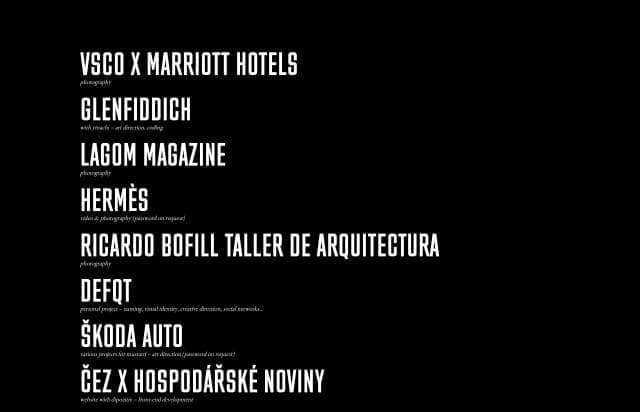 VSCO X MARRIOTT HOTELS
photography
GLENFIDDICH
with yinachi – art direction, coding
LAGOM MAGAZINE
photography
HERMÈS
video & photography (password on request)
RICARDO BOFILL TALLER DE ARQUITECTURA
photography
DEFQT
personal project – naming, visual identity, creative direction, social networks...
ŠKODA AUTO
various projects for mustard – art direction (password on request)
ČEZ X HOSPODÁŘSKÉ NOVINY
website with dipozitiv – front-end development